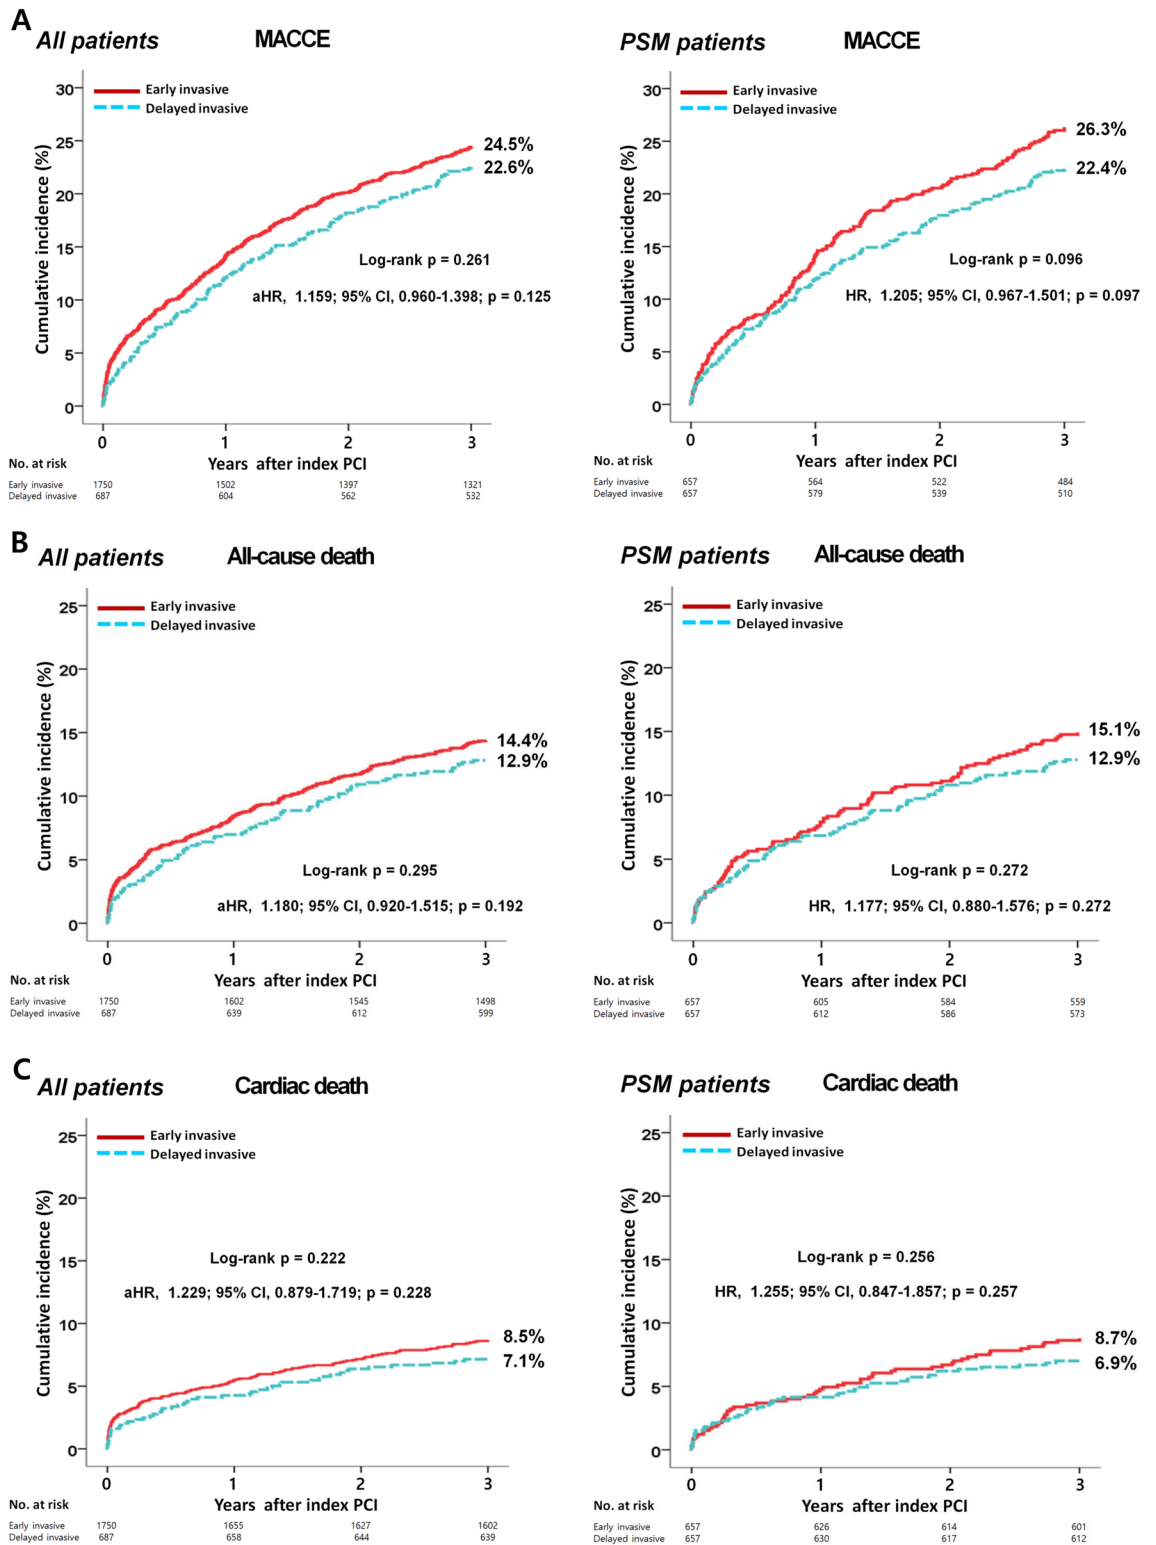 A
All patients MACCE
30
25
20
15
10
5
0
Cumulative incidence (%)
Early invasive
Delayed invasive
24.5%
22.6%
Log-rank p = 0.261
aHR, 1.159; 95% CI, 0.960-1.398; p = 0.125
0 1 2 3
Years after index PCI
No. at risk
Early invasive 1750 1502 1397 1321
Delayed invasive 687 604 562 532
PSM patients MACCE
30
25
20
15
10
5
0
Cumulative incidence (%)
Early invasive
Delayed invasive
26.3%
22.4%
Log-rank p = 0.096
HR, 1.205; 95% CI, 0.967-1.501; p = 0.097
0 1 2 3
Years after index PCI
No. at risk
Early invasive 657 564 522 484
Delayed invasive 657 579 539 510
B
All patients All-cause death
25
20
15
10
5
0
Cumulative incidence (%)
Early invasive
Delayed invasive
14.4%
12.9%
Log-rank p = 0.295
aHR, 1.180; 95% CI, 0.920-1.515; p = 0.192
0 1 2 3
Years after index PCI
No. at risk
Early invasive 1750 1602 1545 1498
Delayed invasive 687 639 612 599
PSM patients All-cause death
25
20
15
10
5
0
Cumulative incidence (%)
Early invasive
Delayed invasive
15.1%
12.9%
Log-rank p = 0.272
HR, 1.177; 95% CI, 0.880-1.576; p = 0.272
0 1 2 3
Years after index PCI
No. at risk
Early invasive 657 605 584 559
Delayed invasive 657 612 586 573
C
All patients Cardiac death
25
20
15
10
5
0
Cumulative incidence (%)
Early invasive
Delayed invasive
Log-rank p = 0.222
aHR, 1.229; 95% CI, 0.879-1.719; p = 0.228
8.5%
7.1%
0 1 2 3
Years after index PCI
No. at risk
Early invasive 1750 1655 1627 1602
Delayed invasive 687 658 644 639
PSM patients Cardiac death
25
20
15
10
5
0
Cumulative incidence (%)
Early invasive
Delayed invasive
Log-rank p = 0.256
HR, 1.255; 95% CI, 0.847-1.857; p = 0.257
8.7%
6.9%
0 1 2 3
Years after index PCI
No. at risk
Early invasive 657 626 614 601
Delayed invasive 657 630 617 612